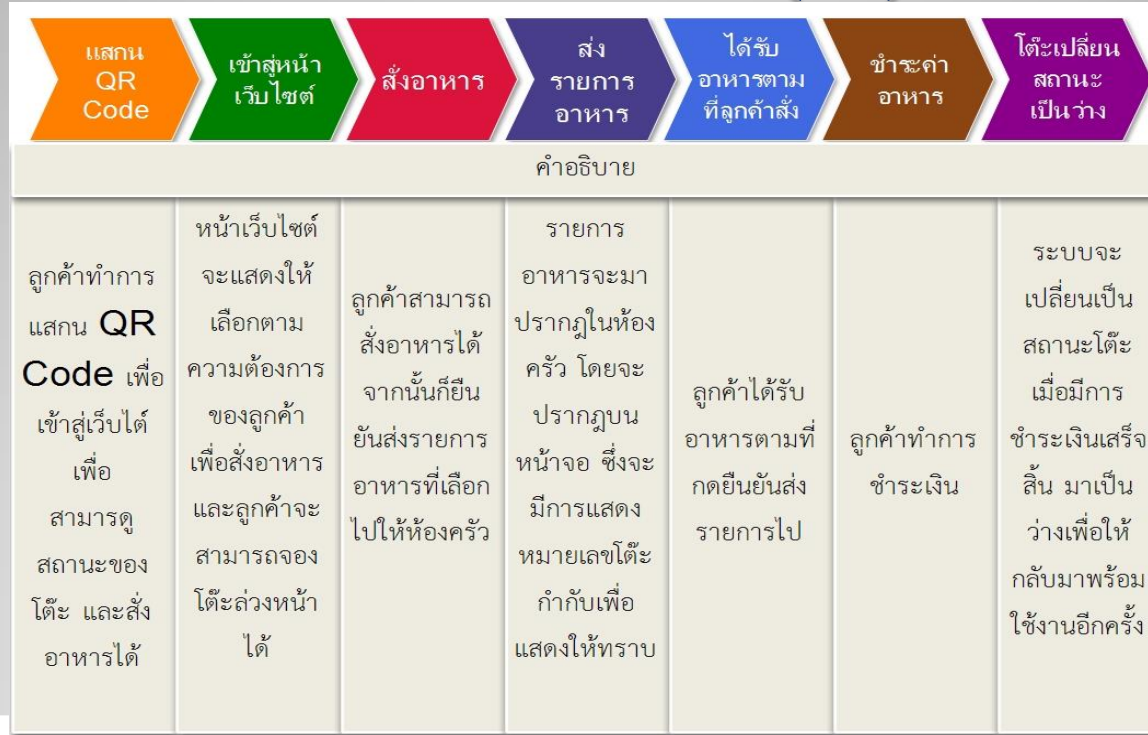 แสกน
QR
Code
เข้าสู่หน้า
เว็บไซต์
สั่งอาหาร
ส่ง
รายการ
อาหาร
ได้รับ
อาหารตาม
ที่ลูกค้าสั่ง
ชำระค่า
อาหาร
โต๊ะเปลี่ยน
สถานะ
เป็นว่าง
คำอธิบาย
ลูกค้าทำการ
แสกน QR
Code เพื่อ
เข้าสู่เว็บไต์
เพื่อ
สามารดู
สถานะของ
โต๊ะ และสั่ง
อาหารได้
หน้าเว็บไซต์
จะแสดงให้
เลือกตาม
ความต้องการ
ของลูกค้า
เพื่อสั่งอาหาร
และลูกค้าจะ
สามารถจอง
โต๊ะล่วงหน้า
ได้
ลูกค้าสามารถ
สั่งอาหารได้
จากนั้นก็ยืน
ยันส่งรายการ
อาหารที่เลือก
ไปให้ห้องครัว
รายการ
อาหารจะมา
ปรากฏในห้อง
ครัว โดยจะ
ปรากฏบน
หน้าจอ ซึ่งจะ
มีการแสดง
หมายเลขโต๊ะ
กำกับเพื่อ
แสดงให้ทราบ
ลูกค้าได้รับ
อาหารตามที่
กดยืนยันส่ง
รายการไป
ลูกค้าทำการ
ชำระเงิน
ระบบจะ
เปลี่ยนเป็น
สถานะโต๊ะ
เมื่อมีการ
ชำระเงินเสร็จ
สิ้น มาเป็น
ว่างเพื่อให้
กลับมาพร้อม
ใช้งานอีกครั้ง